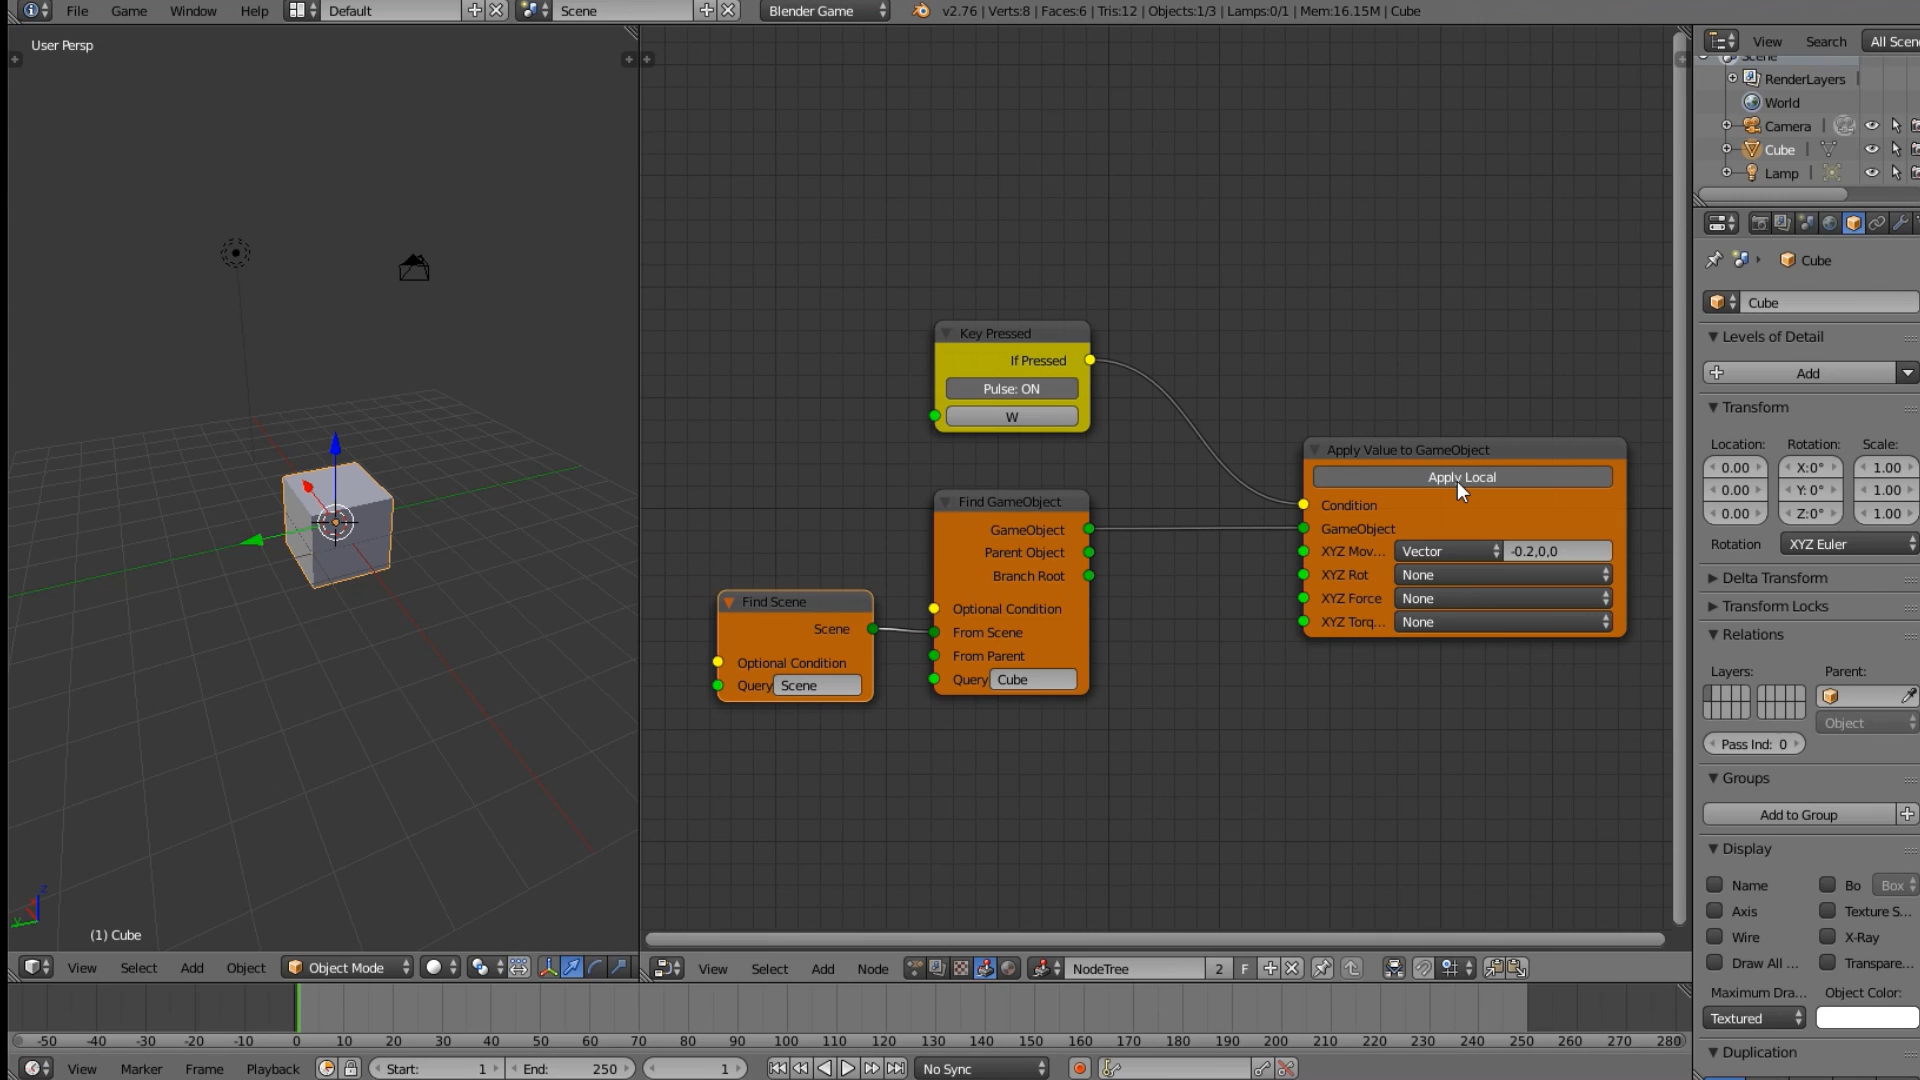 File Game Window Help Default Scene Blender Game v2.76 | Verts:8 | Faces:6 | Tris:12 | Objects:1/3 | Lamps:0/1 | Mem:16.15M | Cube
User Persp
(1) Cube
View Select Add Object Object Mode
Key Pressed
If Pressed
Pulse: ON
W
Find GameObject
GameObject
Parent Object
Branch Root
Optional Condition
From Scene
From Parent
Query Cube
Find Scene
Scene
Optional Condition
Query Scene
Apply Value to GameObject
Apply Local
Condition
GameObject
XYZ Mov... Vector -0.2,0,0
XYZ Rot None
XYZ Force None
XYZ Torq... None
View Select Add Node NodeTree 2 F
View Search All Scen
Scene
RenderLayers
World
Camera
Cube
Lamp
Cube
Cube
Levels of Detail
Add
Transform
Location: Rotation: Scale:
0.00 X:0° 1.00
0.00 Y: 0° 1.00
0.00 Z:0° 1.00
Rotation XYZ Euler
Delta Transform
Transform Locks
Relations
Layers: Parent:
Object
Pass Ind: 0
Groups
Add to Group
Display
Name Bo Box
Axis Texture S...
Wire X-Ray
Draw All ... Transpare...
Maximum Dra... Object Color:
Textured
Duplication
-50 -40 -30 -20 -10 0 10 20 30 40 50 60 70 80 90 100 110 120 130 140 150 160 170 180 190 200 210 220 230 240 250 260 270 280
View Marker Frame Playback Start: 1 End: 250 1 No Sync